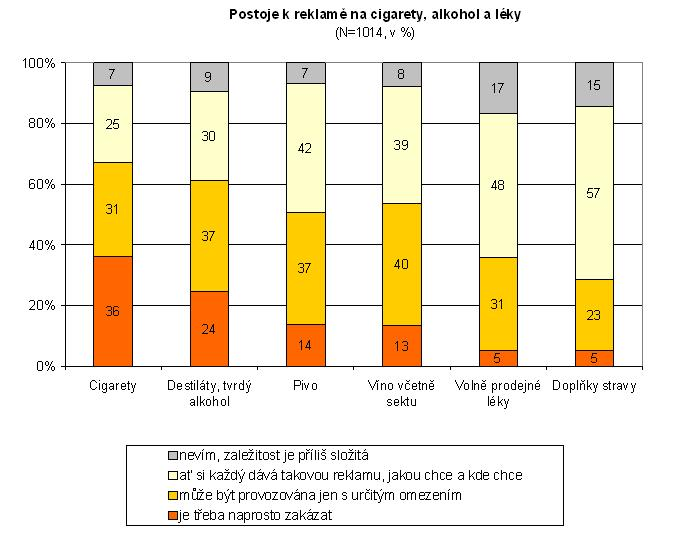 Postoje k reklamě na cigarety, alkohol a léky
(N=1014, v %)
100%
80%
60%
40%
20%
0%
7 9 7 8 17 15
25 30 42 39 48 57
31 37 37 40 31 23
36 24 14 13 5 5
Cigarety
Destiláty, tvrdý
alkohol
Pivo
Víno včetně
sektu
Volně prodejné
léky
Doplňky stravy
nevím, zaležitost je příliš složitá
ať si každý dává takovou reklamu, jakou chce a kde chce
může být provozována jen s určitým omezením
je třeba naprosto zakázat